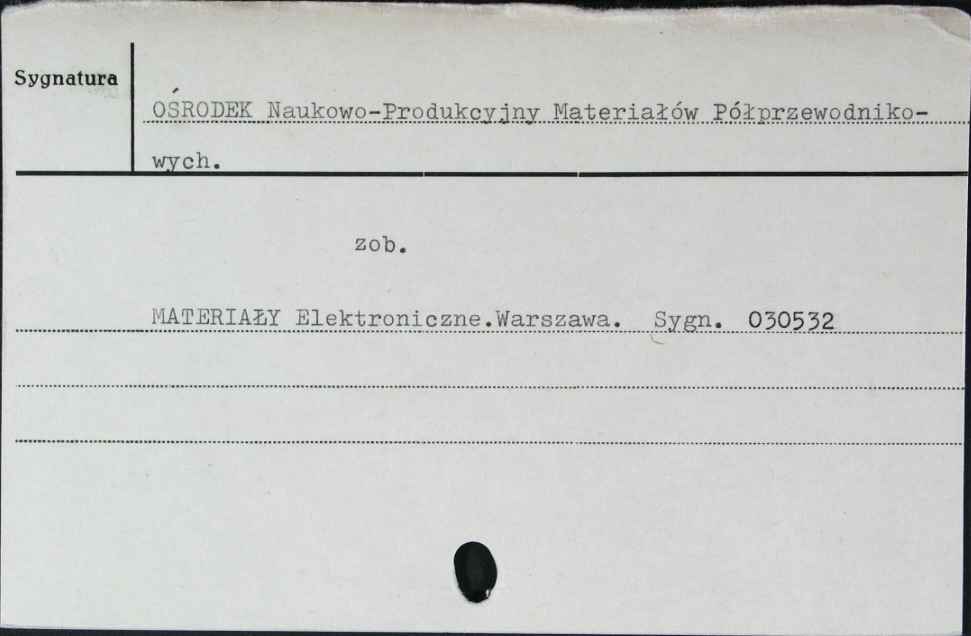 Sygnatura
OŚRODEK Naukowo-Produkcyjny Materiałów Półprzewodniko-
wych.
zob.
MATERIAŁY Elektroniczne.Warszawa. Sygn. 030532